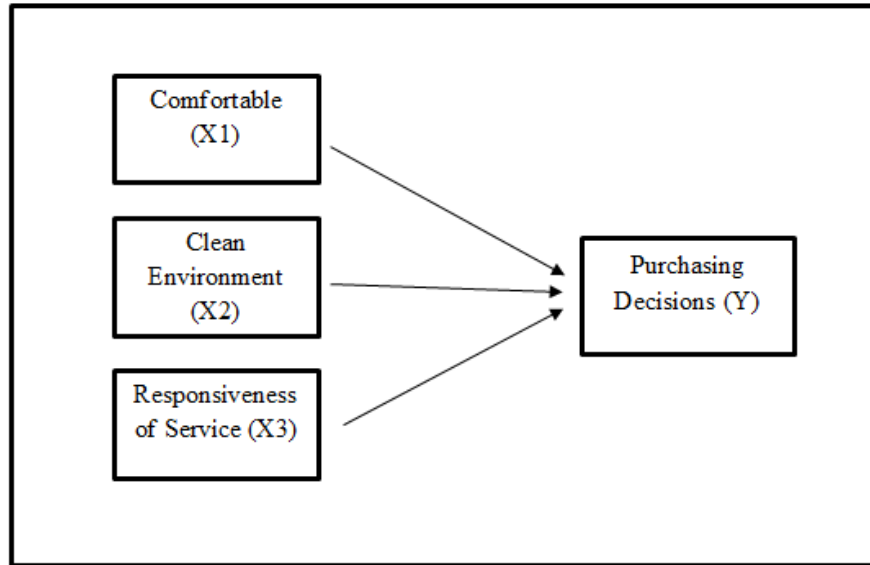 Comfortable
(X1)
Clean
Environment
(X2)
Responsiveness
of Service (X3)
Purchasing
Decisions (Y)